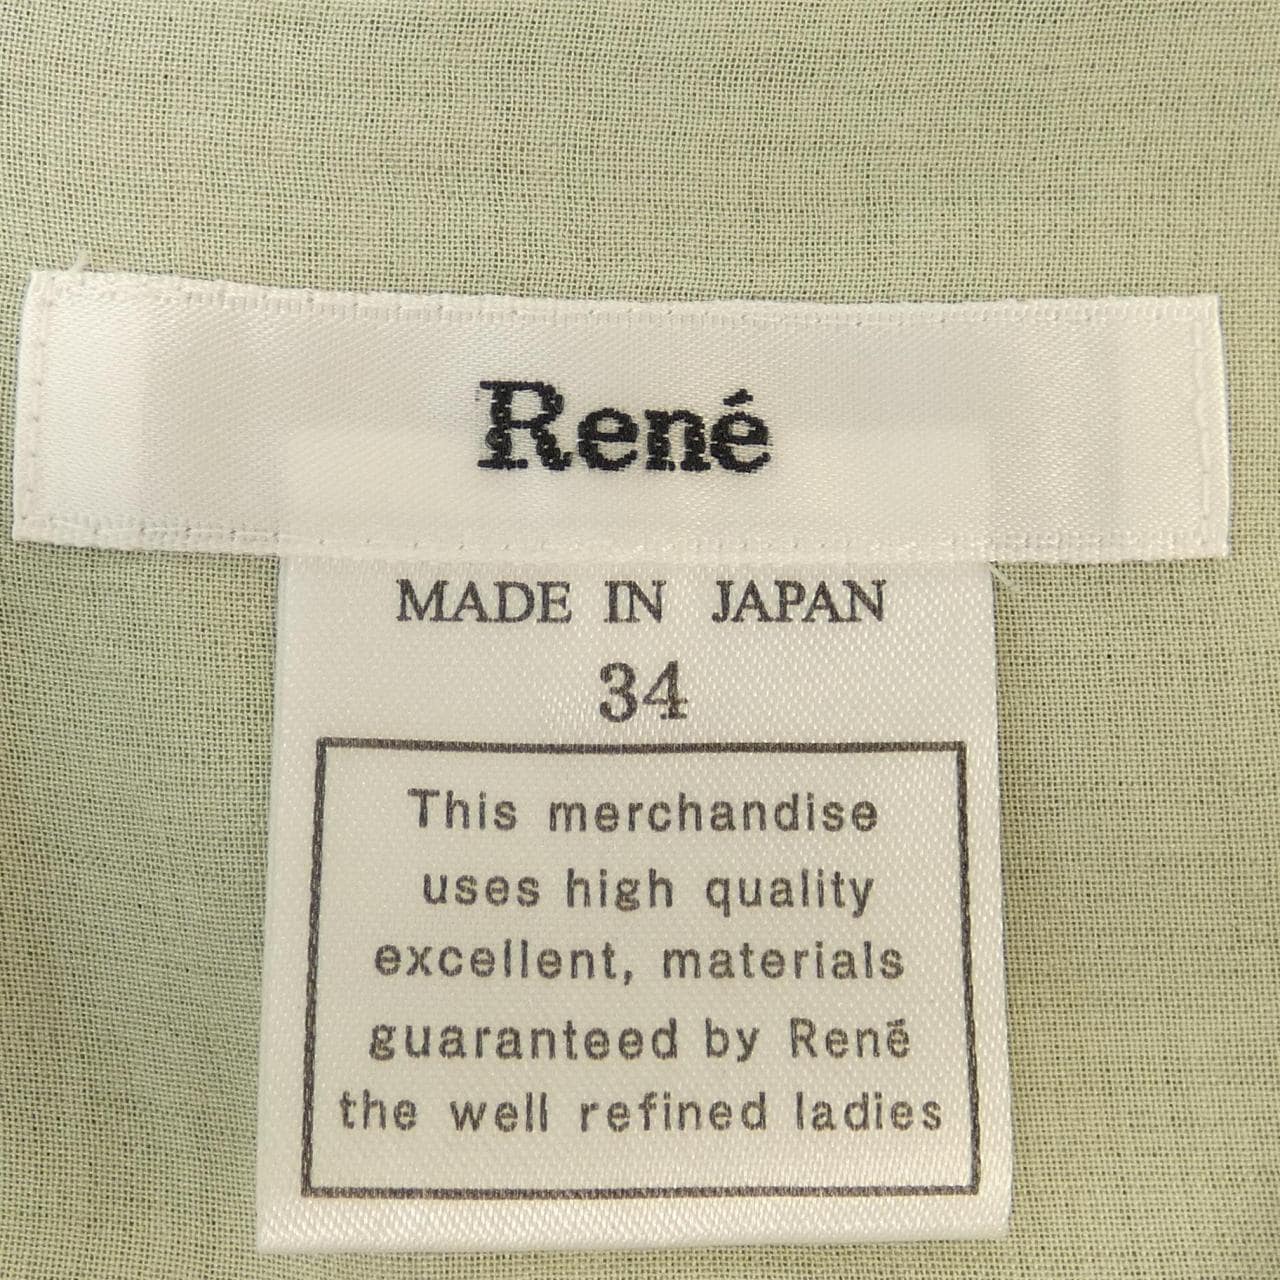 René
MADE IN JAPAN
34
This merchandise
uses high quality
excellent, materials
guaranteed by René
the well refined ladies